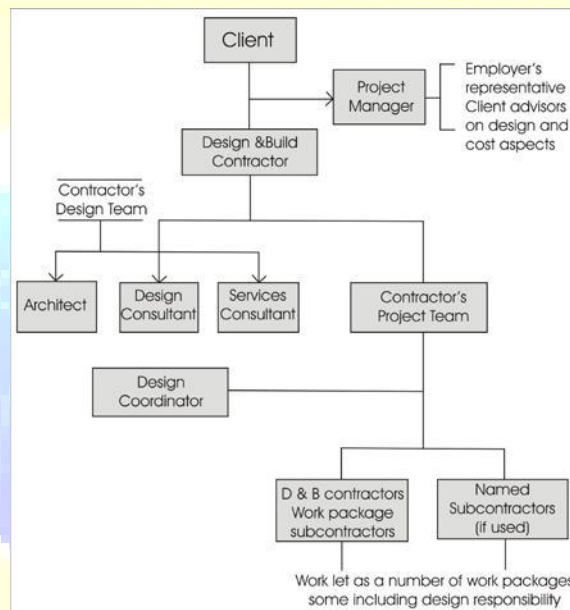 Client
Project
Manager
Employer's
representative
Client advisors
on design and
cost aspects
Design &Build
Contractor
Contractor's
Design Team
Architect
Design
Consultant
Services
Consultant
Contractor's
Project Team
Design
Coordinator
D & B contractors
Work package
subcontractors
Named
Subcontractors
(if used)
Work let as a number of work packages
some including design responsibility